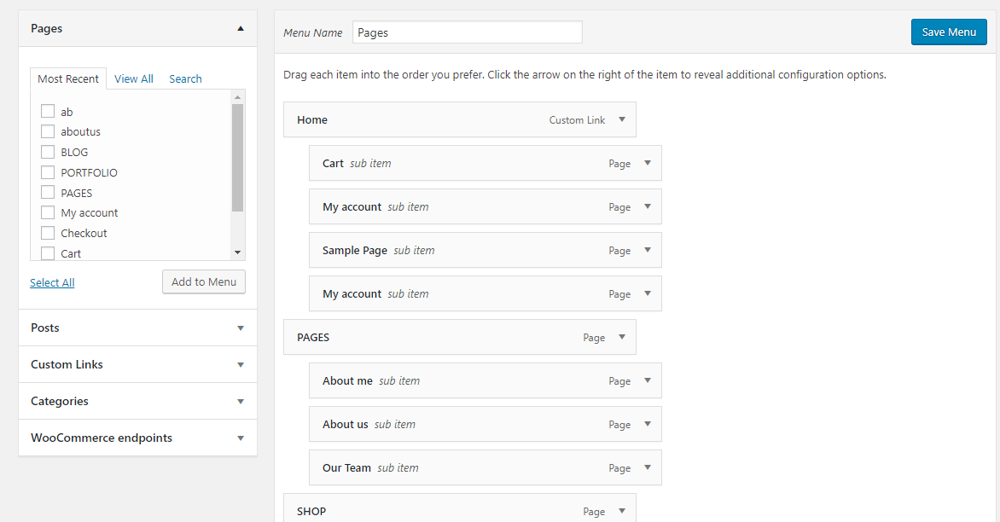 Pages
Most Recent View All Search
ab
aboutus
BLOG
PORTFOLIO
PAGES
My account
Checkout
Cart
Select All Add to Menu
Posts
Custom Links
Categories
WooCommerce endpoints
Menu Name Pages Save Menu
Drag each item into the order you prefer. Click the arrow on the right of the item to reveal additional configuration options.
Home Custom Link
Cart sub item Page
My account sub item Page
Sample Page sub item Page
My account sub item Page
PAGES Page
About me sub item Page
About us sub item Page
Our Team sub item Page
SHOP Page